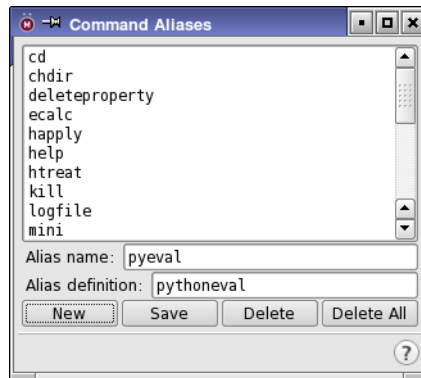 Command Aliases
cd
chdir
deleteproperty
ecalc
happly
help
htreat
kill
logfile
mini
Alias name: pyeval
Alias definition: pythoneval
New Save Delete Delete All
?